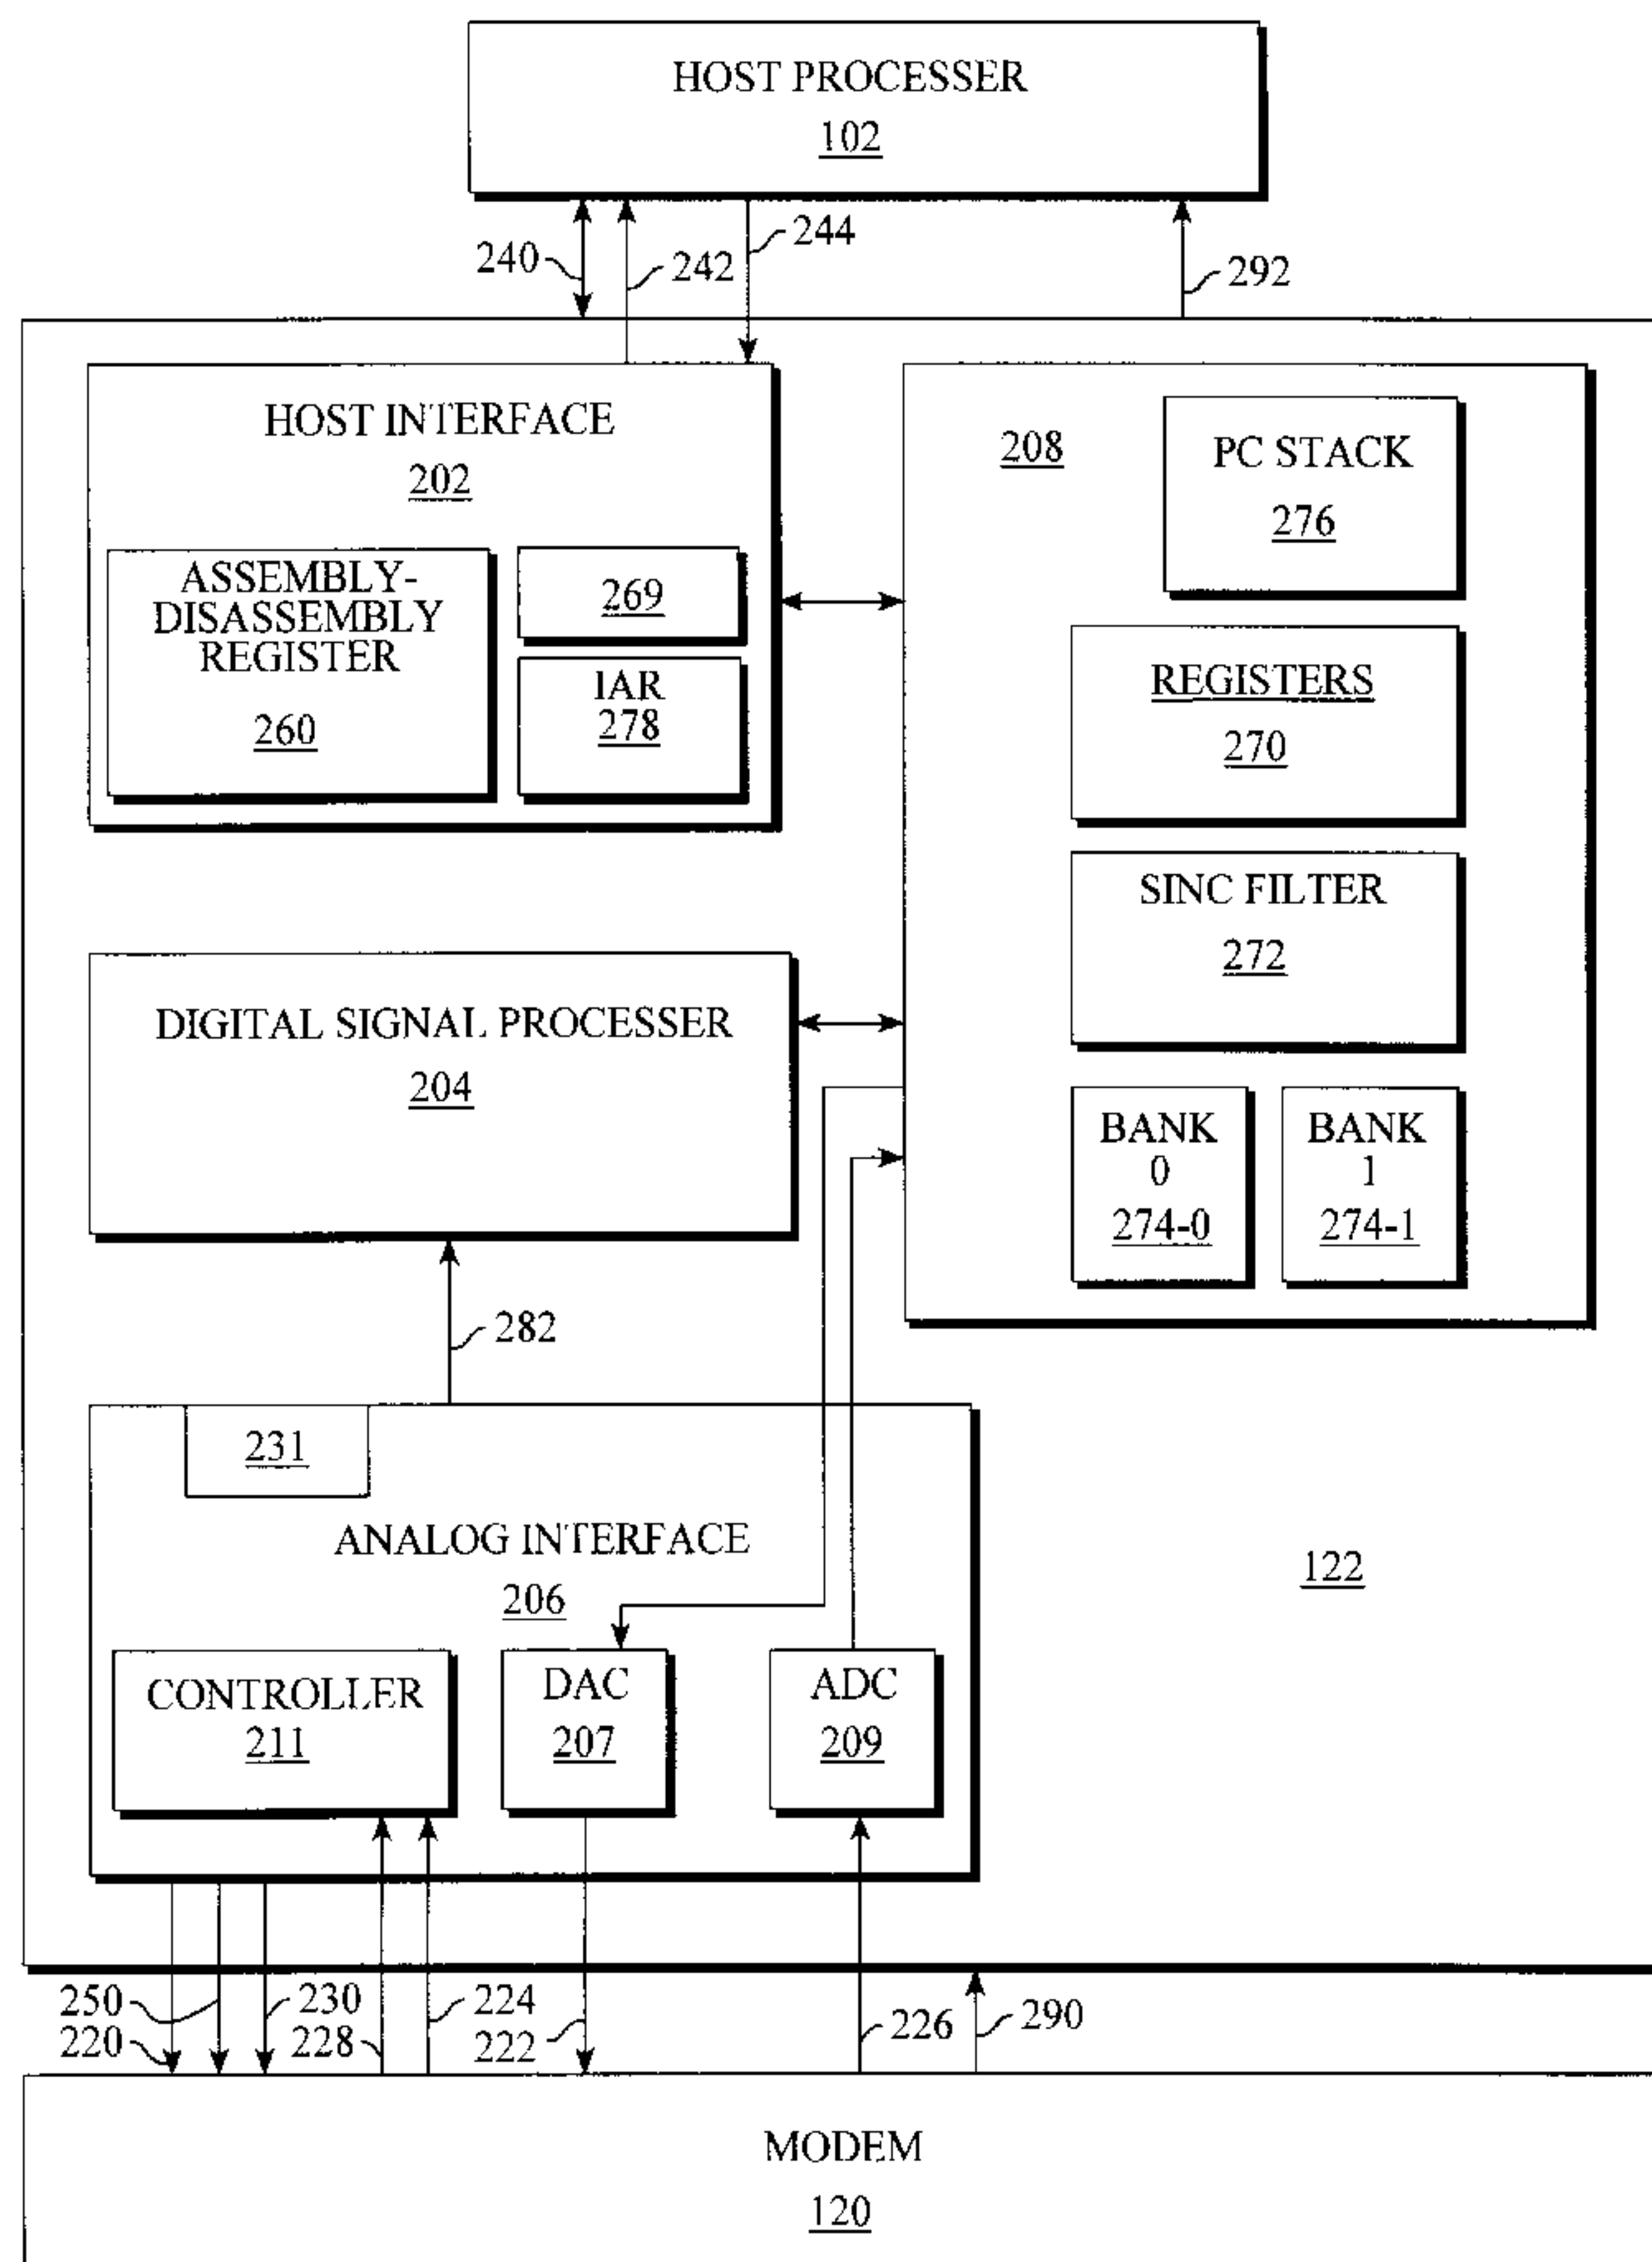 HOST PROCESSER
102
240
242
244
292
HOST INTERFACE
202
ASSEMBLY-
DISASSEMBLY
REGISTER
260
269
IAR
278
208
PC STACK
276
REGISTERS
270
SINC FILTER
272
BANK
0
274-0
BANK
1
274-1
DIGITAL SIGNAL PROCESSER
204
282
231
ANALOG INTERFACE
206
CONTROLLER
211
DAC
207
ADC
209
122
250
220
230
228
224
222
226
290
MODEM
120